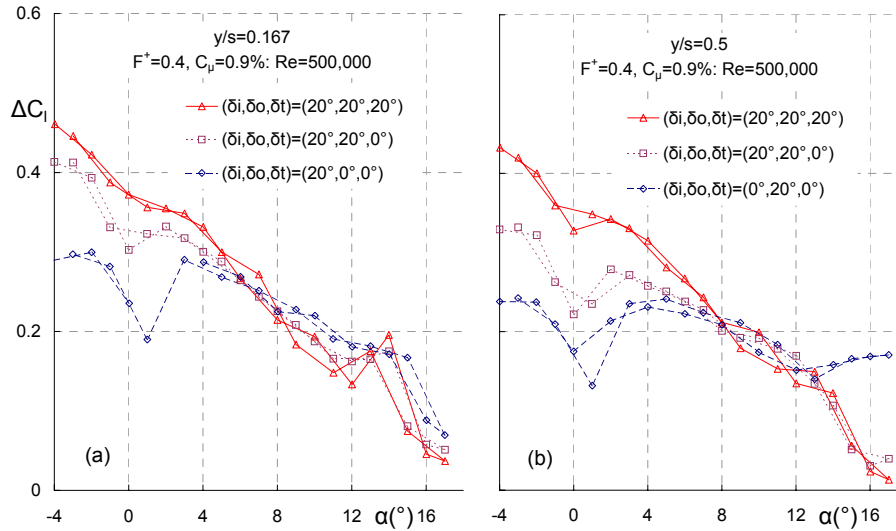 0.6
y/s=0.167
F+=0.4, Cμ=0.9%: Re=500,000
ΔCl
(δi,δo,δt)=(20°,20°,20°)
(δi,δo,δt)=(20°,20°,0°)
(δi,δo,δt)=(20°,0°,0°)
0.4
0.2
(a)
0
-4 0 4 8 12 α(°) 16
y/s=0.5
F+=0.4, Cμ=0.9%: Re=500,000
(δi,δo,δt)=(20°,20°,20°)
(δi,δo,δt)=(20°,20°,0°)
(δi,δo,δt)=(0°,20°,0°)
(b)
-4 0 4 8 12 α(°) 16